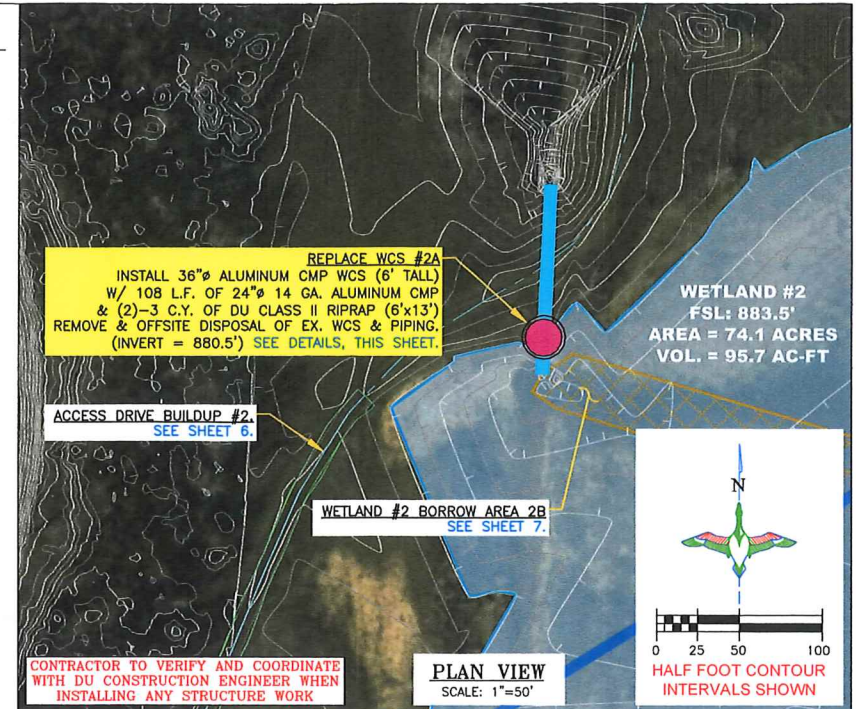 REPLACE WCS #2A
INSTALL 36"ø ALUMINUM CMP WCS (6' TALL)
W/ 108 L.F. OF 24"ø 14 GA. ALUMINUM CMP
& (2)-3 C.Y. OF DU CLASS II RIPRAP (6'x13')
REMOVE & OFFSITE DISPOSAL OF EX. WCS & PIPING.
(INVERT = 880.5') SEE DETAILS, THIS SHEET.
WETLAND #2
FSL: 883.5'
AREA = 74.1 ACRES
VOL. = 95.7 AC-FT
ACCESS DRIVE BUILDUP #2.
SEE SHEET 6.
WETLAND #2 BORROW AREA 2B
SEE SHEET 7.
N
0 25 50 100
HALF FOOT CONTOUR
INTERVALS SHOWN
CONTRACTOR TO VERIFY AND COORDINATE
WITH DU CONSTRUCTION ENGINEER WHEN
INSTALLING ANY STRUCTURE WORK
PLAN VIEW
SCALE: 1"=50'